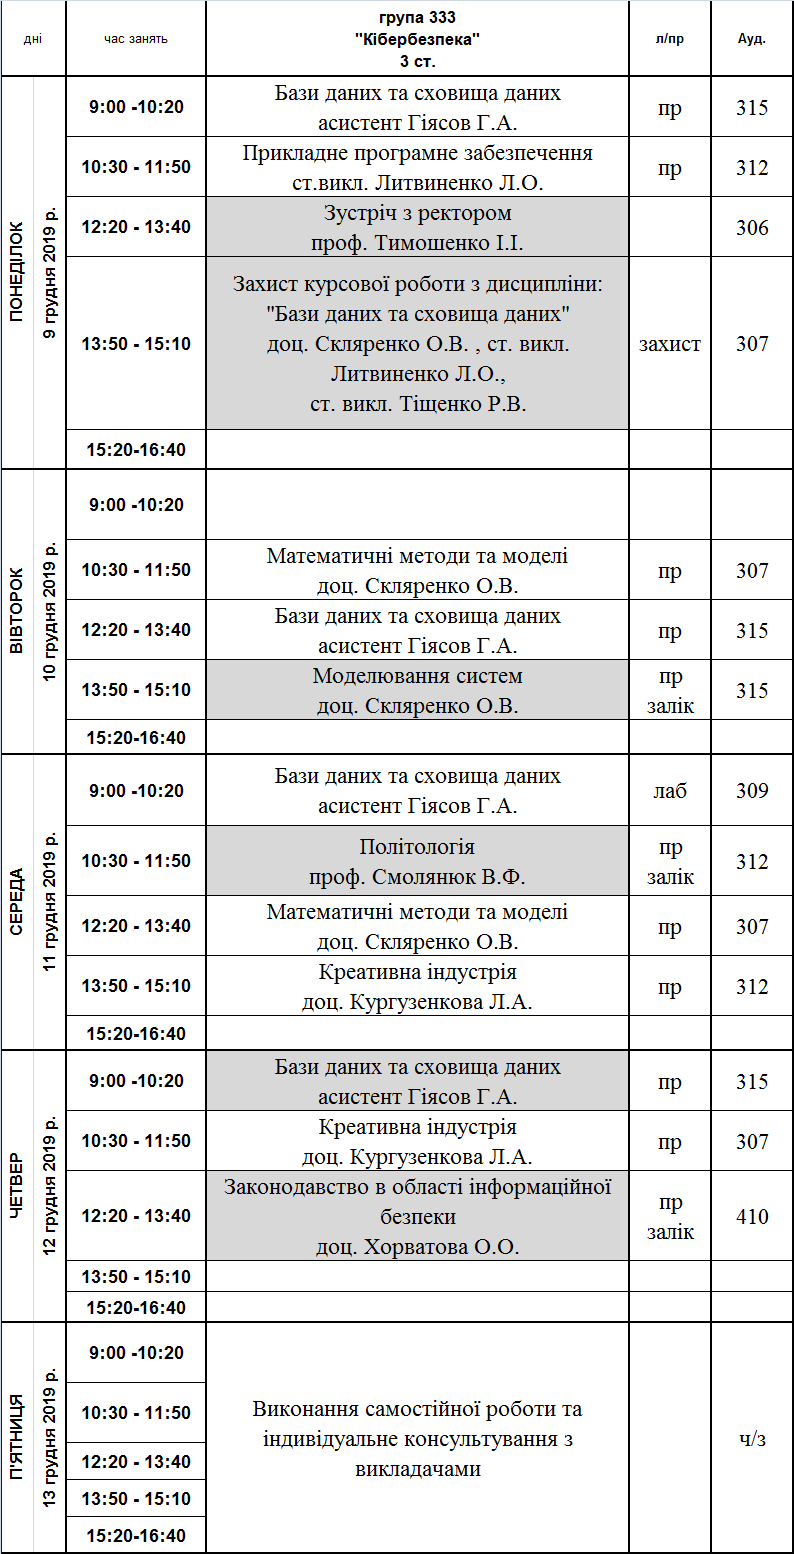 дні
час занять
група 333
"Кібербезпека"
3 ст.
л/пр
Ауд.
ПОНЕДІЛОК
9 грудня 2019 р.
9:00 -10:20
Бази даних та сховища даних
асистент Гіясов Г.А.
пр
315
10:30 - 11:50
Прикладне програмне забезпечення
ст.викл. Литвиненко Л.О.
пр
312
12:20 - 13:40
Зустріч з ректором
проф. Тимошенко І.І.
306
13:50 - 15:10
Захист курсової роботи з дисципліни:
"Бази даних та сховища даних"
доц. Скляренко О.В. , ст. викл.
Литвиненко Л.О.,
ст. викл. Тіщенко Р.В.
захист
307
15:20-16:40
ВІВТОРОК
10 грудня 2019 р.
9:00 -10:20
10:30 - 11:50
Математичні методи та моделі
доц. Скляренко О.В.
пр
307
12:20 - 13:40
Бази даних та сховища даних
асистент Гіясов Г.А.
пр
315
13:50 - 15:10
Моделювання систем
доц. Скляренко О.В.
пр
залік
315
15:20-16:40
СЕРЕДА
11 грудня 2019 р.
9:00 -10:20
Бази даних та сховища даних
асистент Гіясов Г.А.
лаб
309
10:30 - 11:50
Політологія
проф. Смолянюк В.Ф.
пр
залік
312
12:20 - 13:40
Математичні методи та моделі
доц. Скляренко О.В.
пр
307
13:50 - 15:10
Креативна індустрія
доц. Кургузенкова Л.А.
пр
312
15:20-16:40
ЧЕТВЕР
12 грудня 2019 р.
9:00 -10:20
Бази даних та сховища даних
асистент Гіясов Г.А.
пр
315
10:30 - 11:50
Креативна індустрія
доц. Кургузенкова Л.А.
пр
307
12:20 - 13:40
Законодавство в області інформаційної
безпеки
доц. Хорватова О.О.
пр
залік
410
13:50 - 15:10
15:20-16:40
П'ЯТНИЦЯ
13 грудня 2019 р.
9:00 -10:20
10:30 - 11:50
12:20 - 13:40
13:50 - 15:10
15:20-16:40
Виконання самостійної роботи та
індивідуальне консультування з
викладачами
ч/з